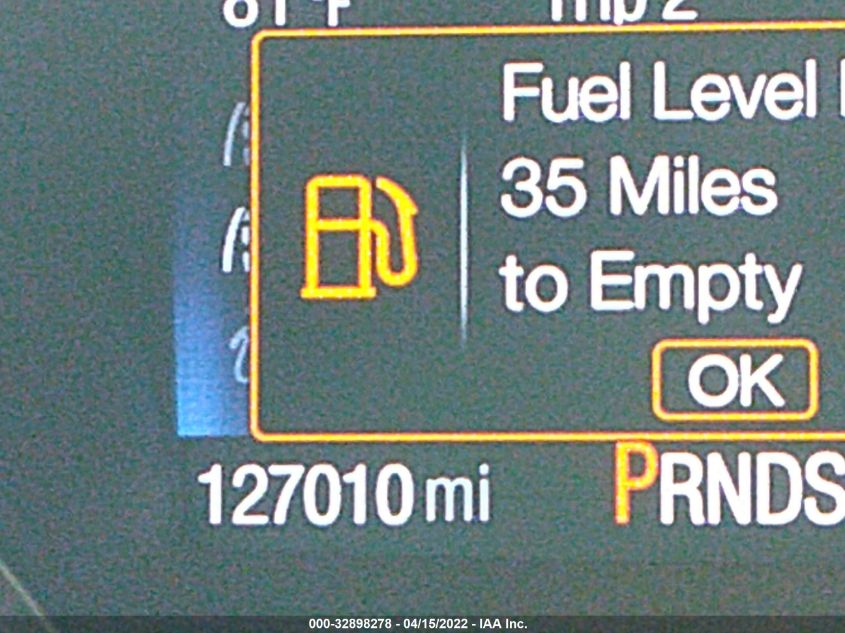 Fuel Level
35 Miles
to Empty
OK
127010 mi
PRNDS
000-32898278 - 04/15/2022 - IAA Inc.